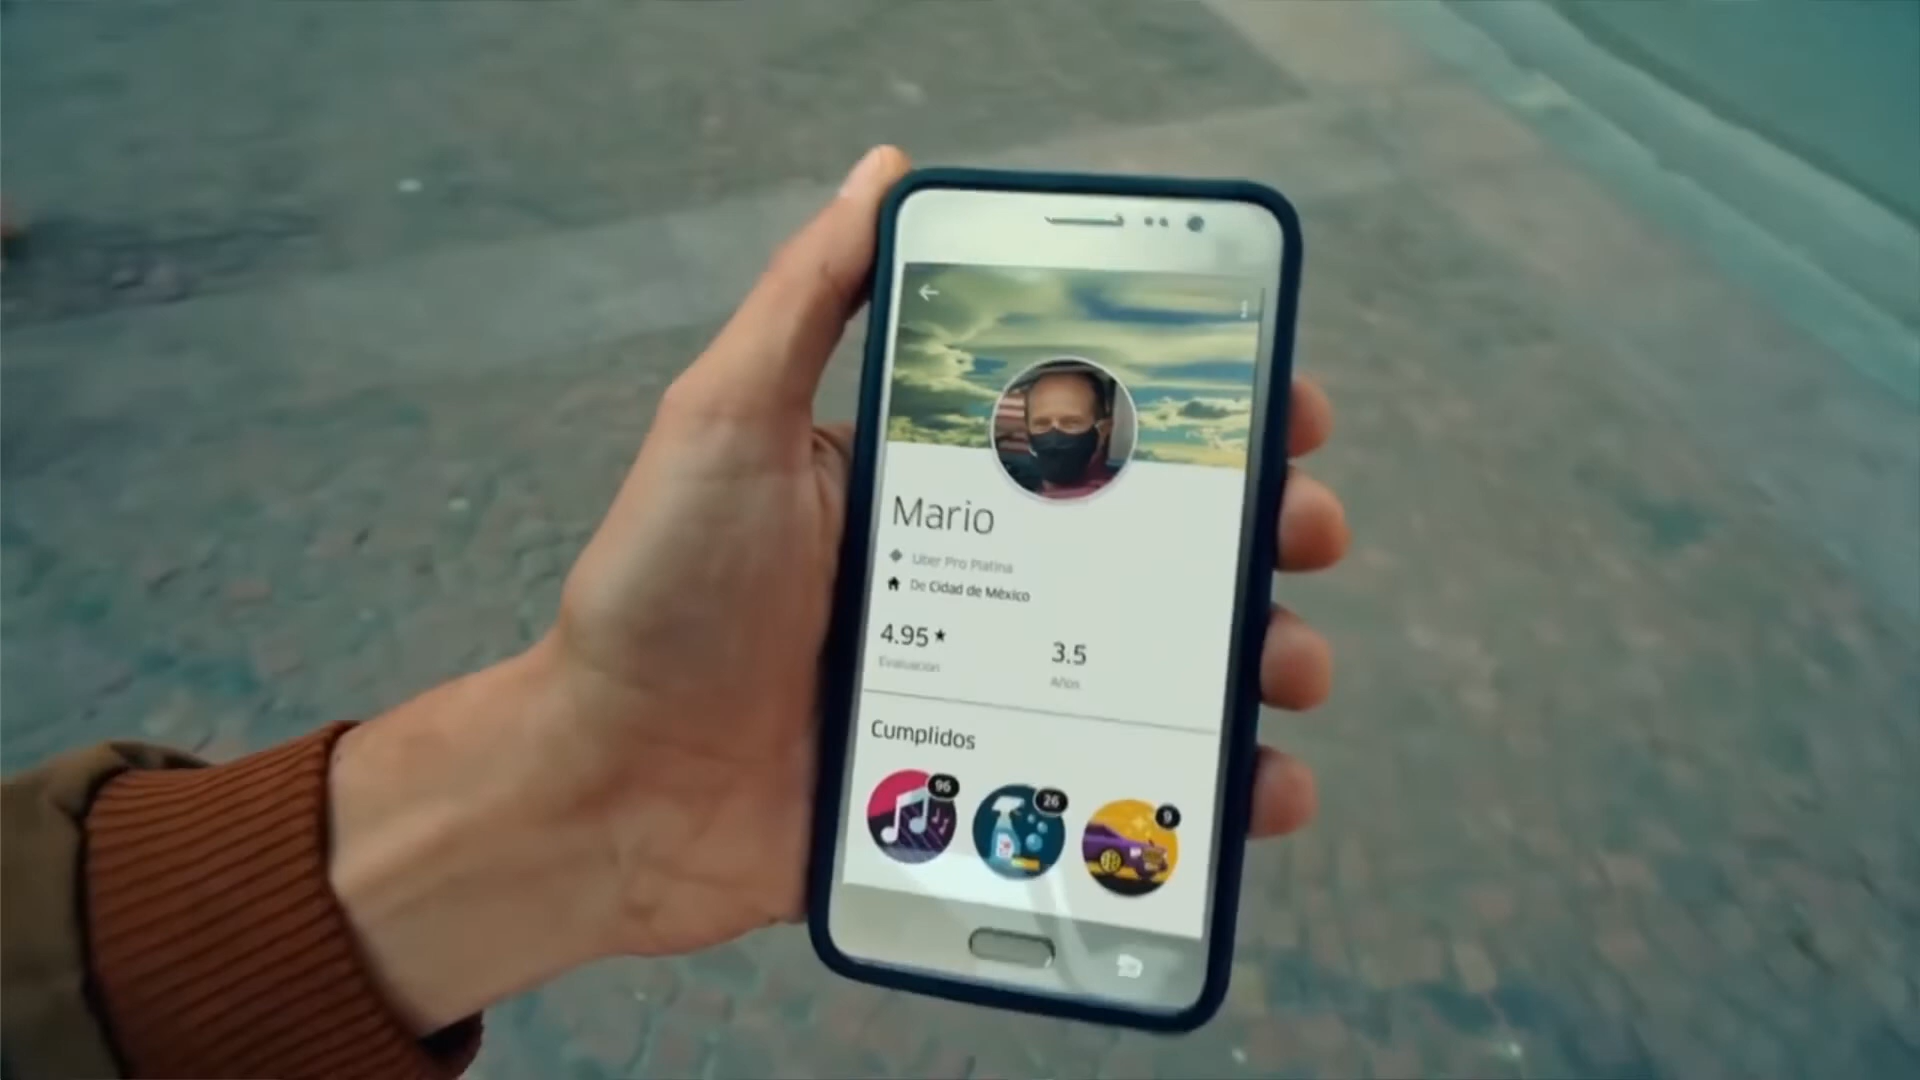 Mario
Uber Pro Platina
De Cidad de México
4.95★
3.5
Evaluación
Años
Cumplidos
96
26
9